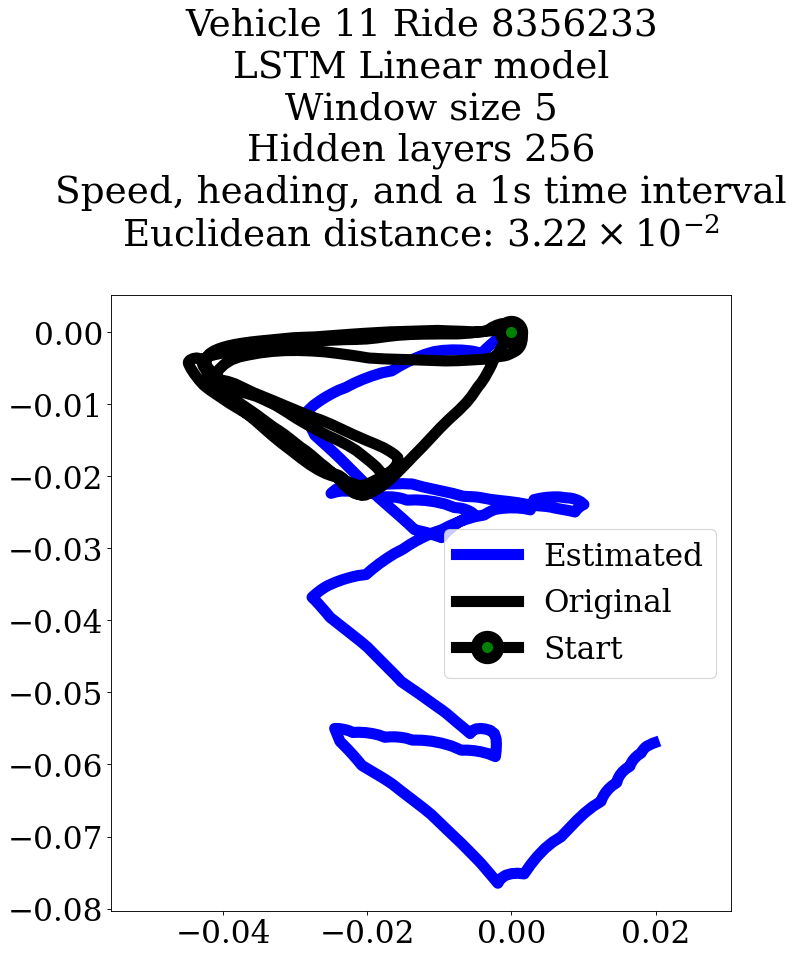 Vehicle 11 Ride 8356233
LSTM Linear model
Window size 5
Hidden layers 256
Speed, heading, and a 1s time interval
Euclidean distance: 3.22 × 10⁻²
0.00
−0.01
−0.02
−0.03
−0.04
−0.05
−0.06
−0.07
−0.08
Estimated
Original
Start
−0.04 −0.02 0.00 0.02